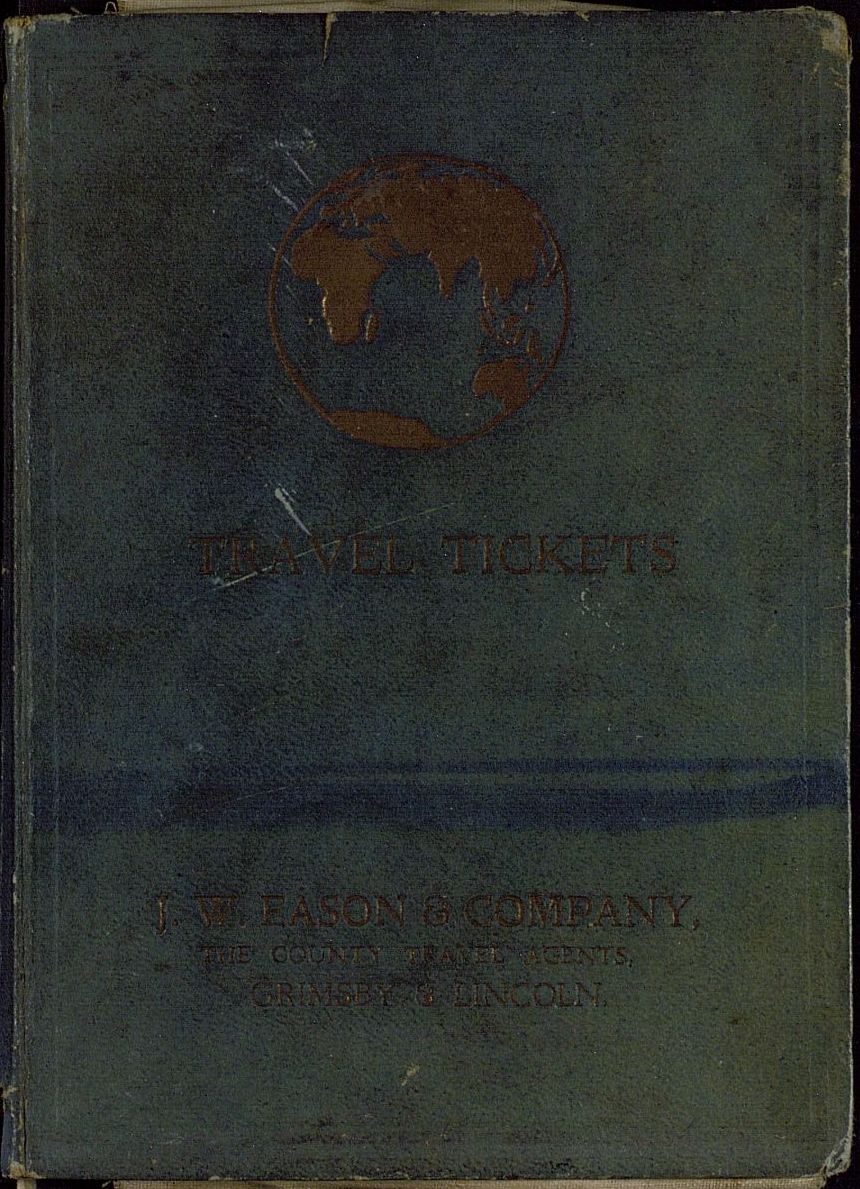 TRAVEL TICKETS
J. W. EASON & COMPANY,
THE COUNTY TRAVEL AGENTS,
GRIMSBY & LINCOLN.